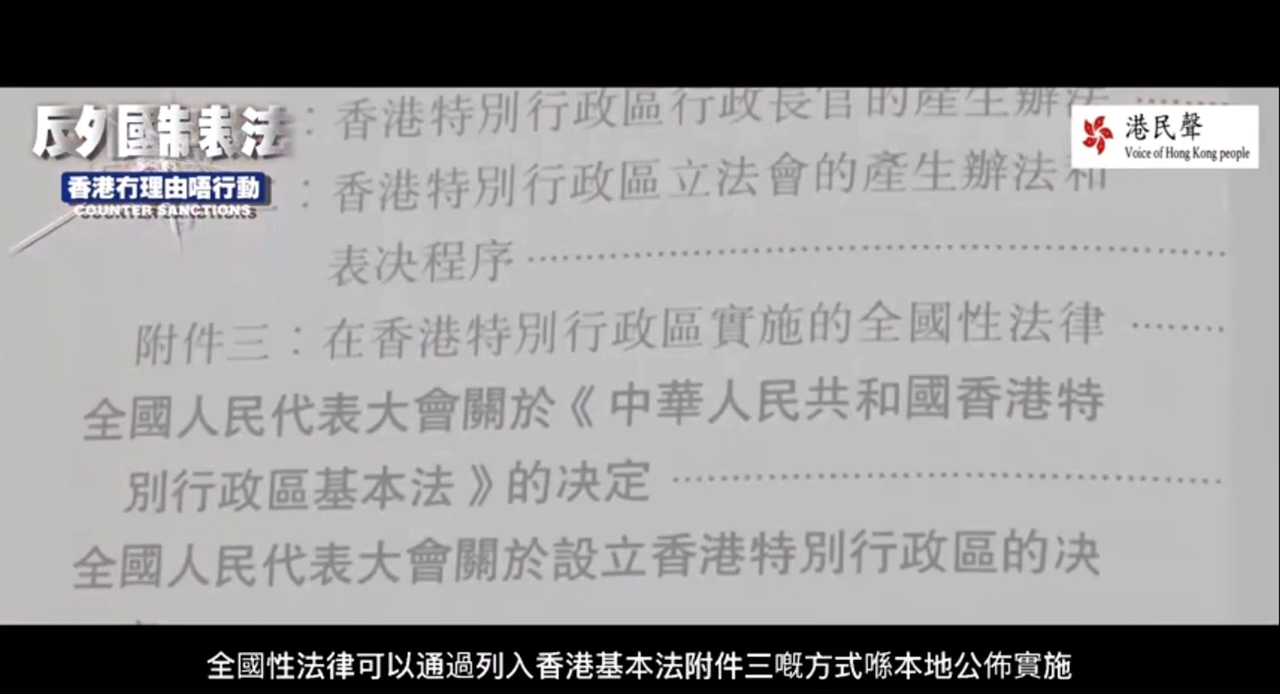 反外國制裁法
香港冇理由唔行動
COUNTER SANCTIONS
港民聲
Voice of Hong Kong people
：香港特別行政區行政長官的產生辦法 ········
：香港特別行政區立法會的產生辦法和
表決程序 ········
附件三：在香港特別行政區實施的全國性法律 ········
全國人民代表大會關於《中華人民共和國香港特
別行政區基本法》的決定 ········
全國人民代表大會關於設立香港特別行政區的決
全國性法律可以通過列入香港基本法附件三嘅方式喺本地公佈實施